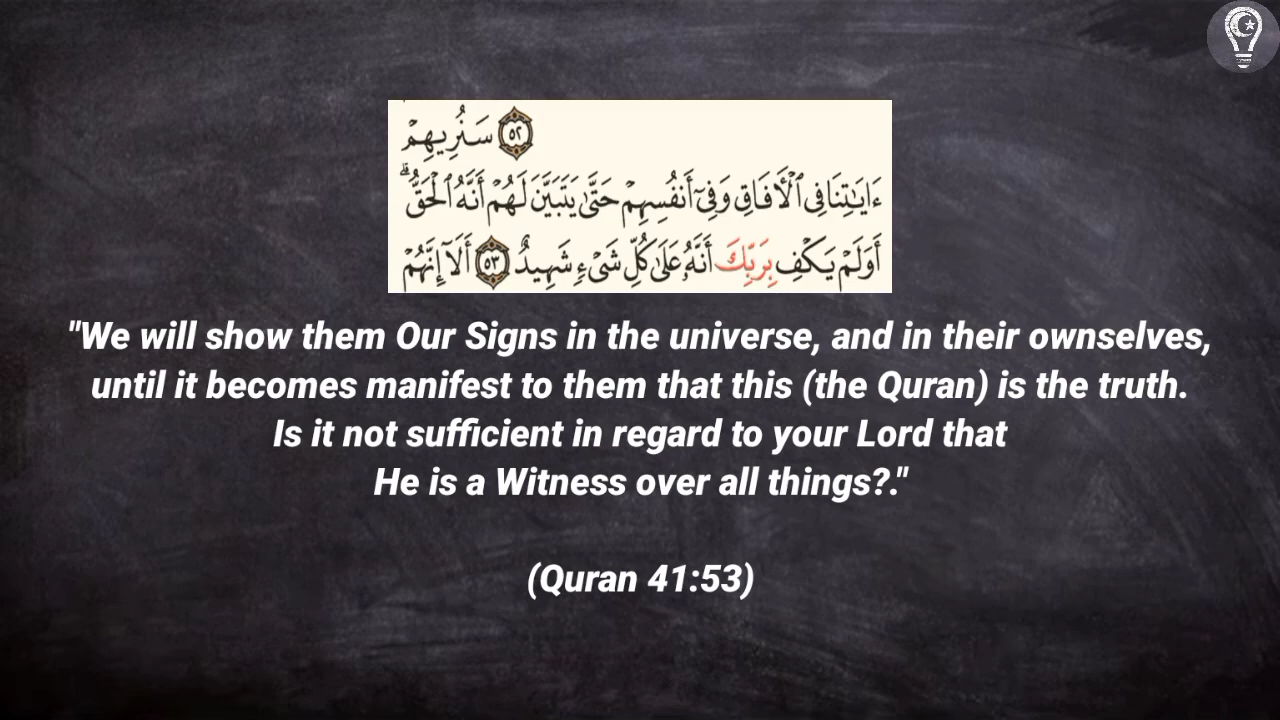 ۝٥٢ سَنُرِيهِمْ
ءَايَٰتِنَا فِى ٱلْأٓفَاقِ وَفِىٓ أَنفُسِهِمْ حَتَّىٰ يَتَبَيَّنَ لَهُمْ أَنَّهُ ٱلْحَقُّ ۗ
أَوَلَمْ يَكْفِ بِرَبِّكَ أَنَّهُۥ عَلَىٰ كُلِّ شَىْءٍ شَهِيدٌ ۝٥٣ أَلَآ إِنَّهُمْ
"We will show them Our Signs in the universe, and in their ownselves,
until it becomes manifest to them that this (the Quran) is the truth.
Is it not sufficient in regard to your Lord that
He is a Witness over all things?."
(Quran 41:53)